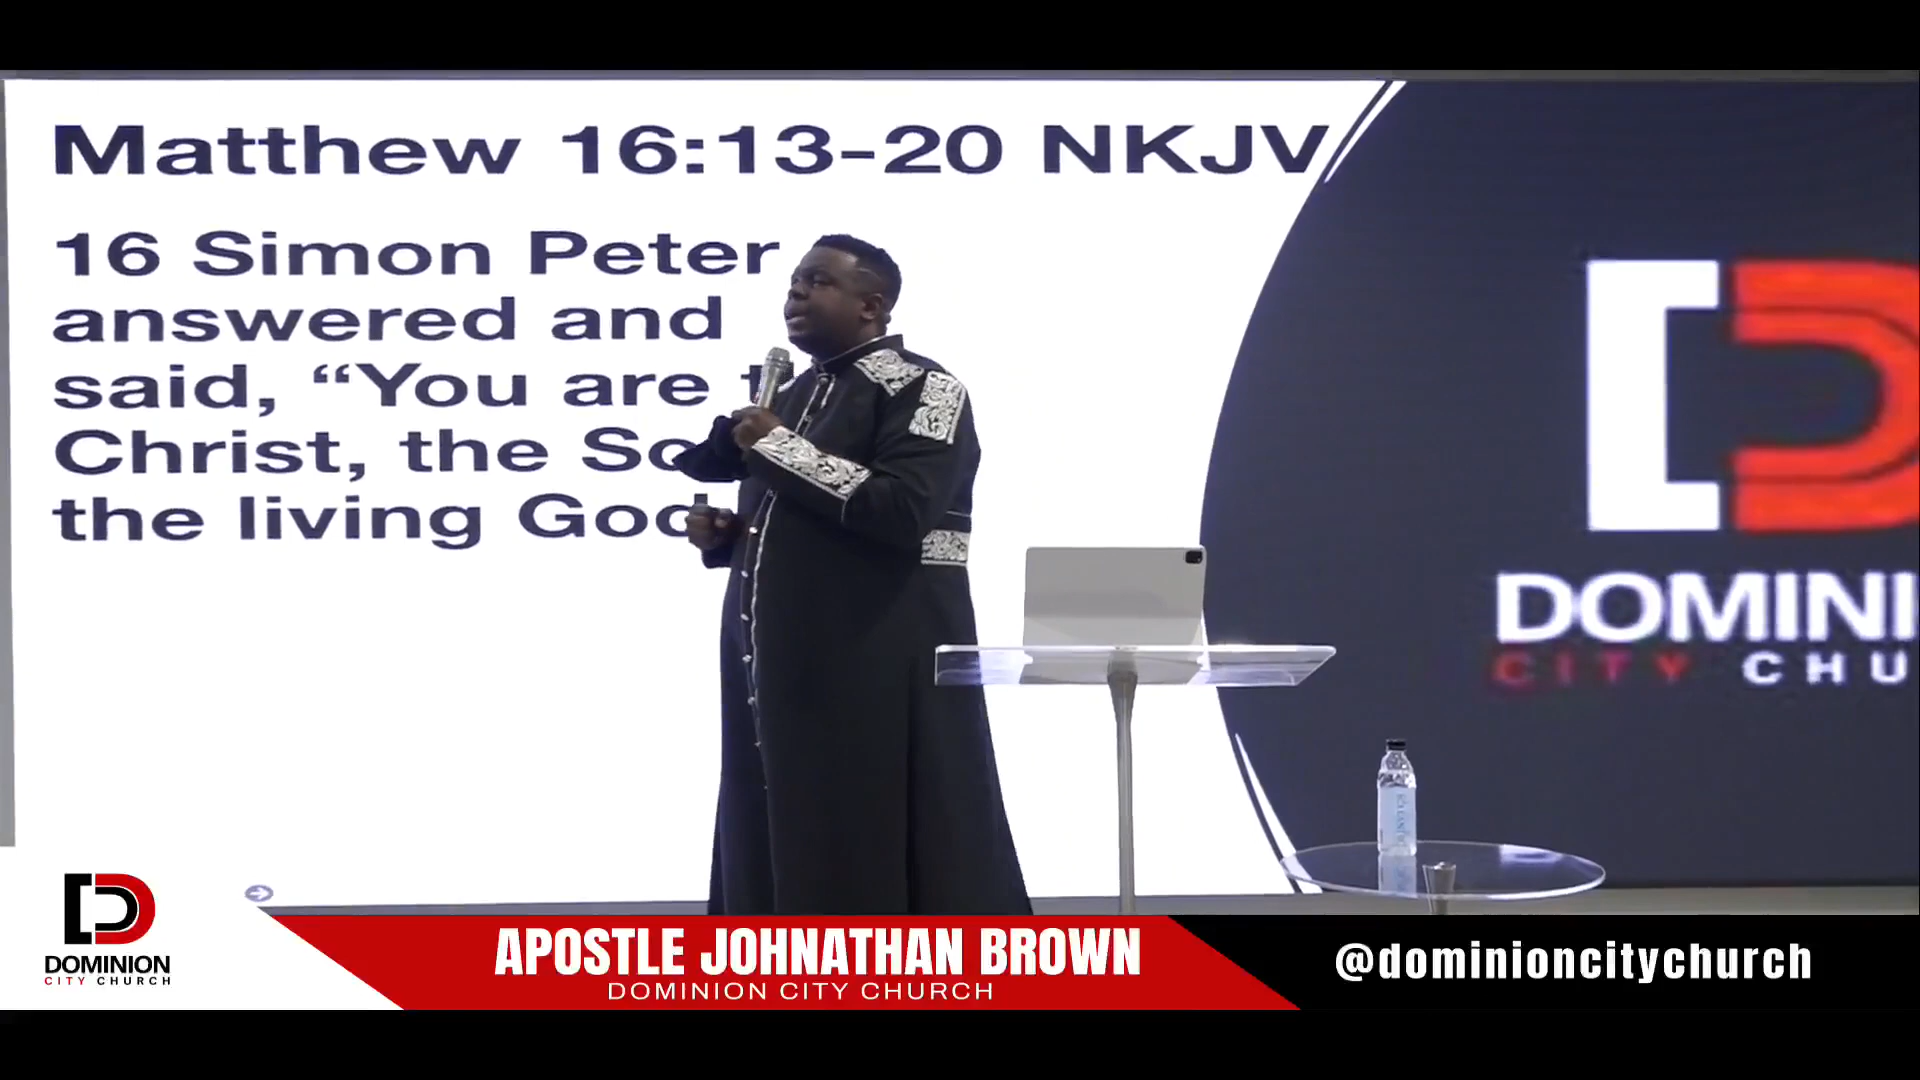 Matthew 16:13-20 NKJV
16 Simon Peter
answered and
said, “You are
Christ, the
the living
DOMINI
CITY CHU
DOMINION
CITY CHURCH
APOSTLE JOHNATHAN BROWN
DOMINION CITY CHURCH
@dominioncitychurch